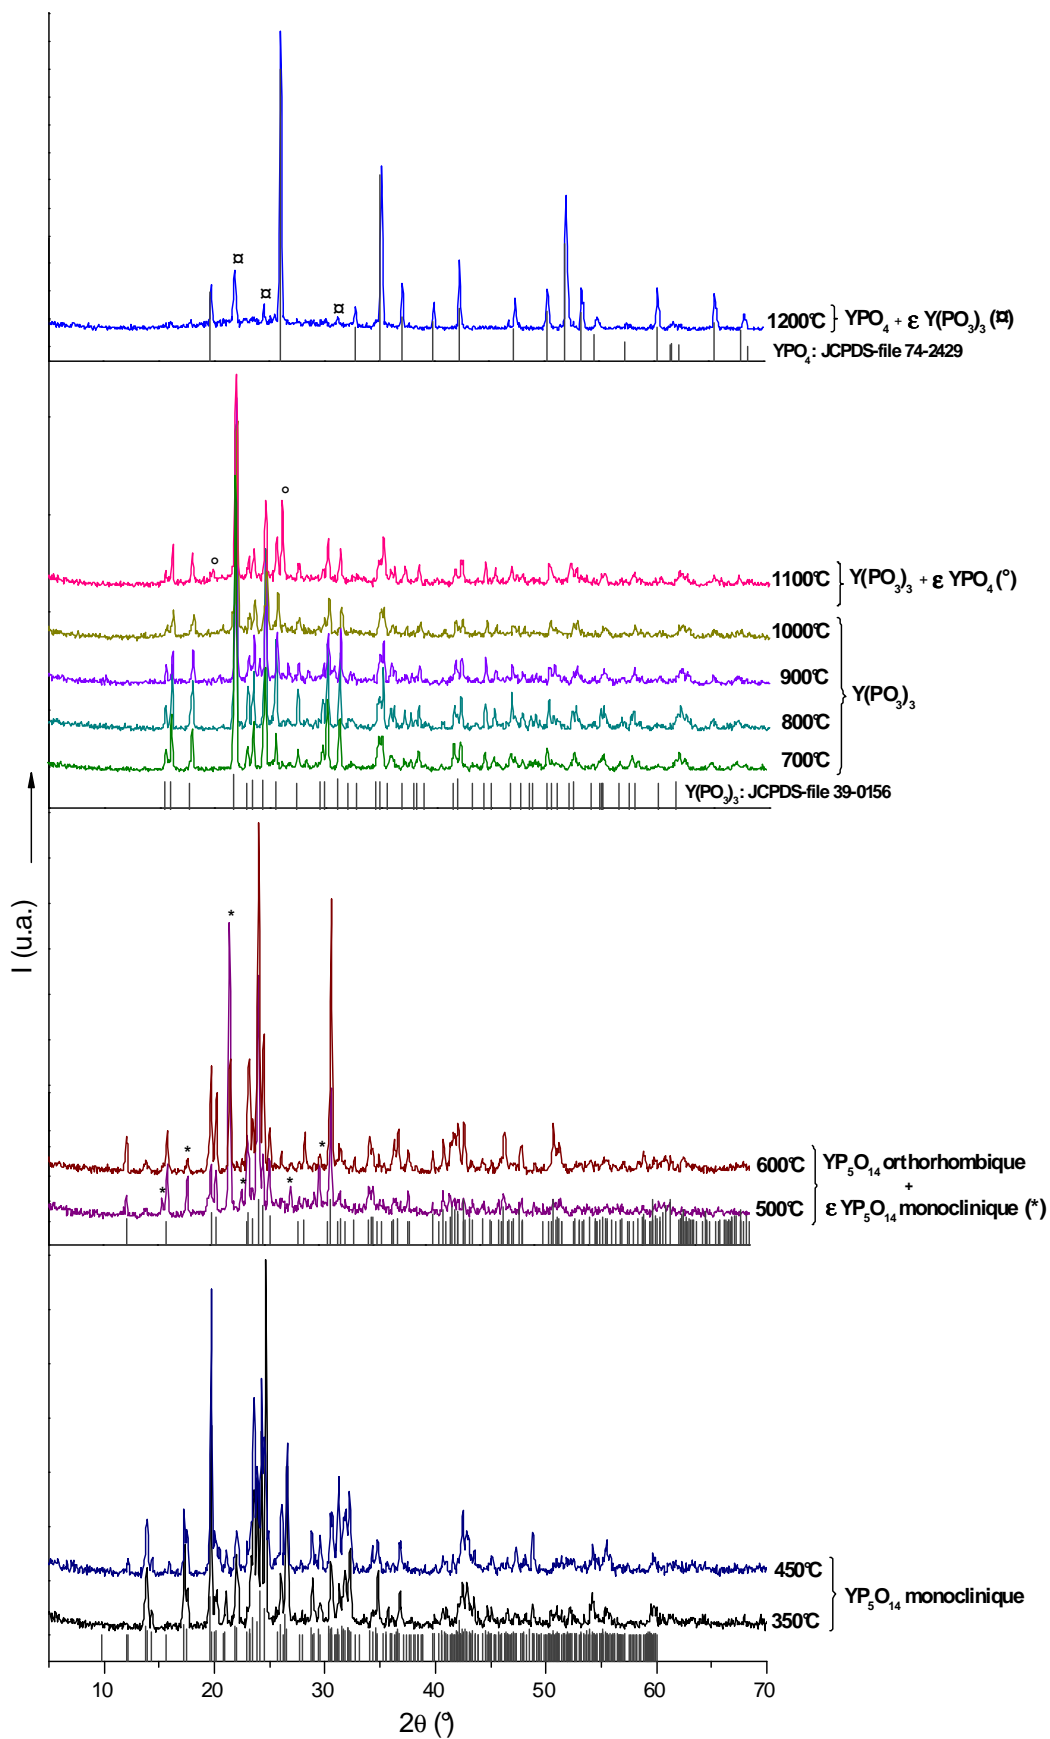 ¤
¤
¤
1200°C } YPO₄ + ε Y(PO₃)₃ (¤)
YPO₄: JCPDS-file 74-2429
°
°
1100°C } Y(PO₃)₃ + ε YPO₄ (°)
1000°C
900°C
Y(PO₃)₃
800°C
700°C
Y(PO₃)₃: JCPDS-file 39-0156
I (u.a.)
*
*
*
600°C YP₅O₁₄ orthorhombique
+
*
*
*
500°C ε YP₅O₁₄ monoclinique (*)
450°C
YP₅O₁₄ monoclinique
350°C
10 20 30 40 50 60 70
2θ (°)